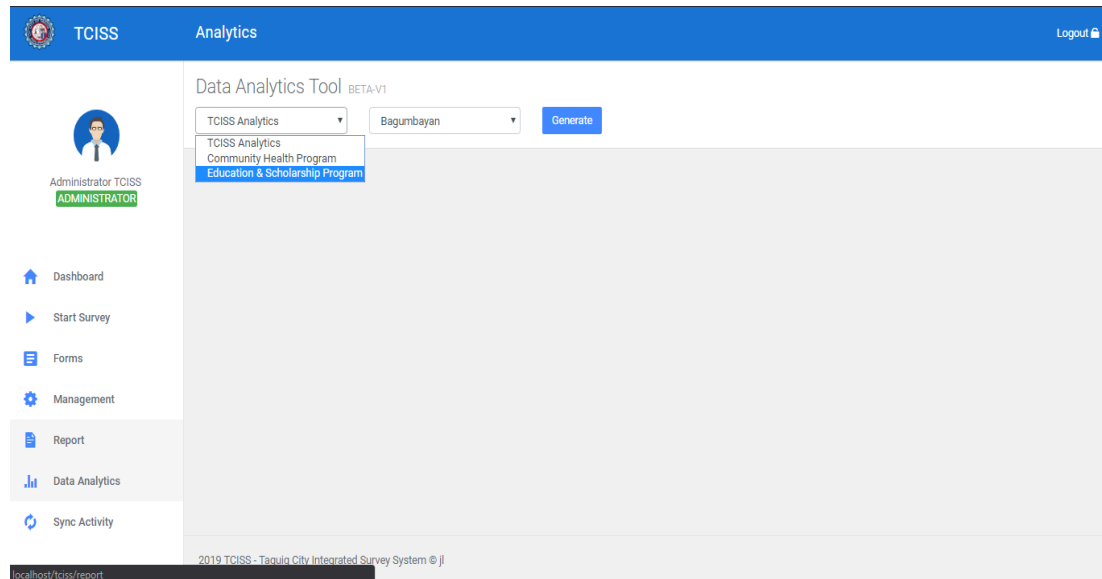 TCISS
Analytics
Logout
Data Analytics Tool BETA-V1
TCISS Analytics
Bagumbayan
Generate
TCISS Analytics
Community Health Program
Education & Scholarship Program
Administrator TCISS
ADMINISTRATOR
Dashboard
Start Survey
Forms
Management
Report
Data Analytics
Sync Activity
2019 TCISS - Taguig City Integrated Survey System © jl
localhost/tciss/report